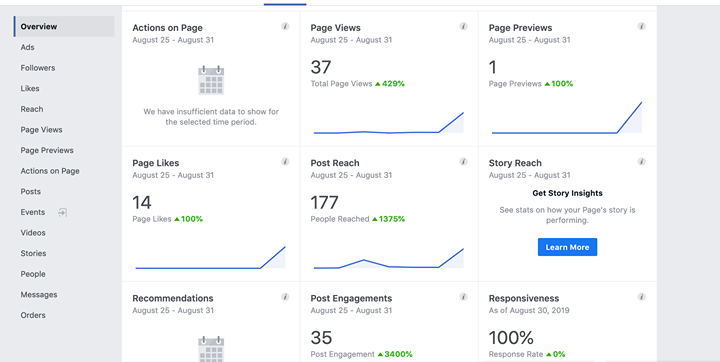 Overview
Ads
Followers
Likes
Reach
Page Views
Page Previews
Actions on Page
Posts
Events
Videos
Stories
People
Messages
Orders
Actions on Page
August 25 - August 31
We have insufficient data to show for
the selected time period.
Page Views
August 25 - August 31
37
Total Page Views ▲ 429%
Page Previews
August 25 - August 31
1
Page Previews ▲ 100%
Page Likes
August 25 - August 31
14
Page Likes ▲ 100%
Post Reach
August 25 - August 31
177
People Reached ▲ 1375%
Story Reach
August 25 - August 31
Get Story Insights
See stats on how your Page's story is
performing.
Learn More
Recommendations
August 25 - August 31
Post Engagements
August 25 - August 31
35
Post Engagement ▲ 3400%
Responsiveness
As of August 30, 2019
100%
Response Rate ▲ 0%